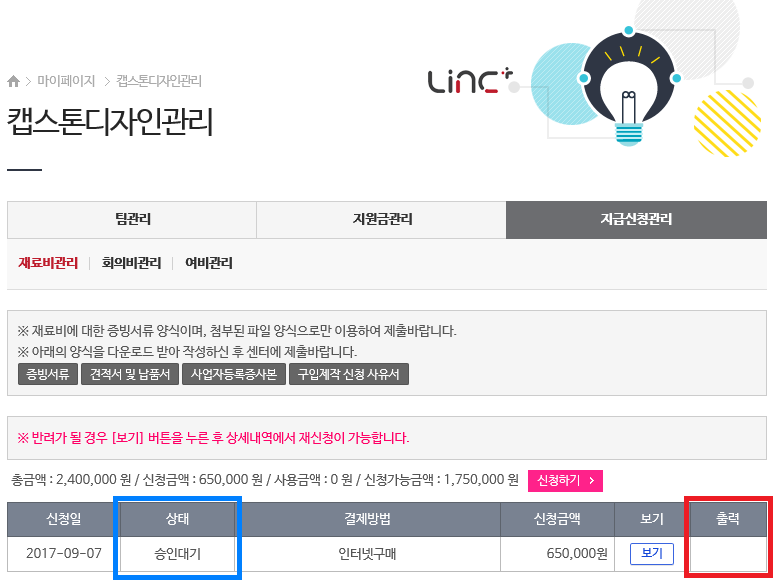 LINC+
마이페이지 > 캡스톤디자인관리
캡스톤디자인관리
팀관리 지원금관리 지급신청관리
재료비관리 회의비관리 여비관리
※ 재료비에 대한 증빙서류 양식이며, 첨부된 파일 양식으로만 이용하여 제출바랍니다.
※ 아래의 양식을 다운로드 받아 작성하신 후 센터에 제출바랍니다.
증빙서류 견적서 및 납품서 사업자등록증사본 구입제작 신청 사유서
※ 반려가 될 경우 [보기] 버튼을 누른 후 상세내역에서 재신청이 가능합니다.
총금액 : 2,400,000 원 / 신청금액 : 650,000 원 / 사용금액 : 0 원 / 신청가능금액 : 1,750,000 원 신청하기 >
신청일 상태 결제방법 신청금액 보기 출력
2017-09-07 승인대기 인터넷구매 650,000원 보기